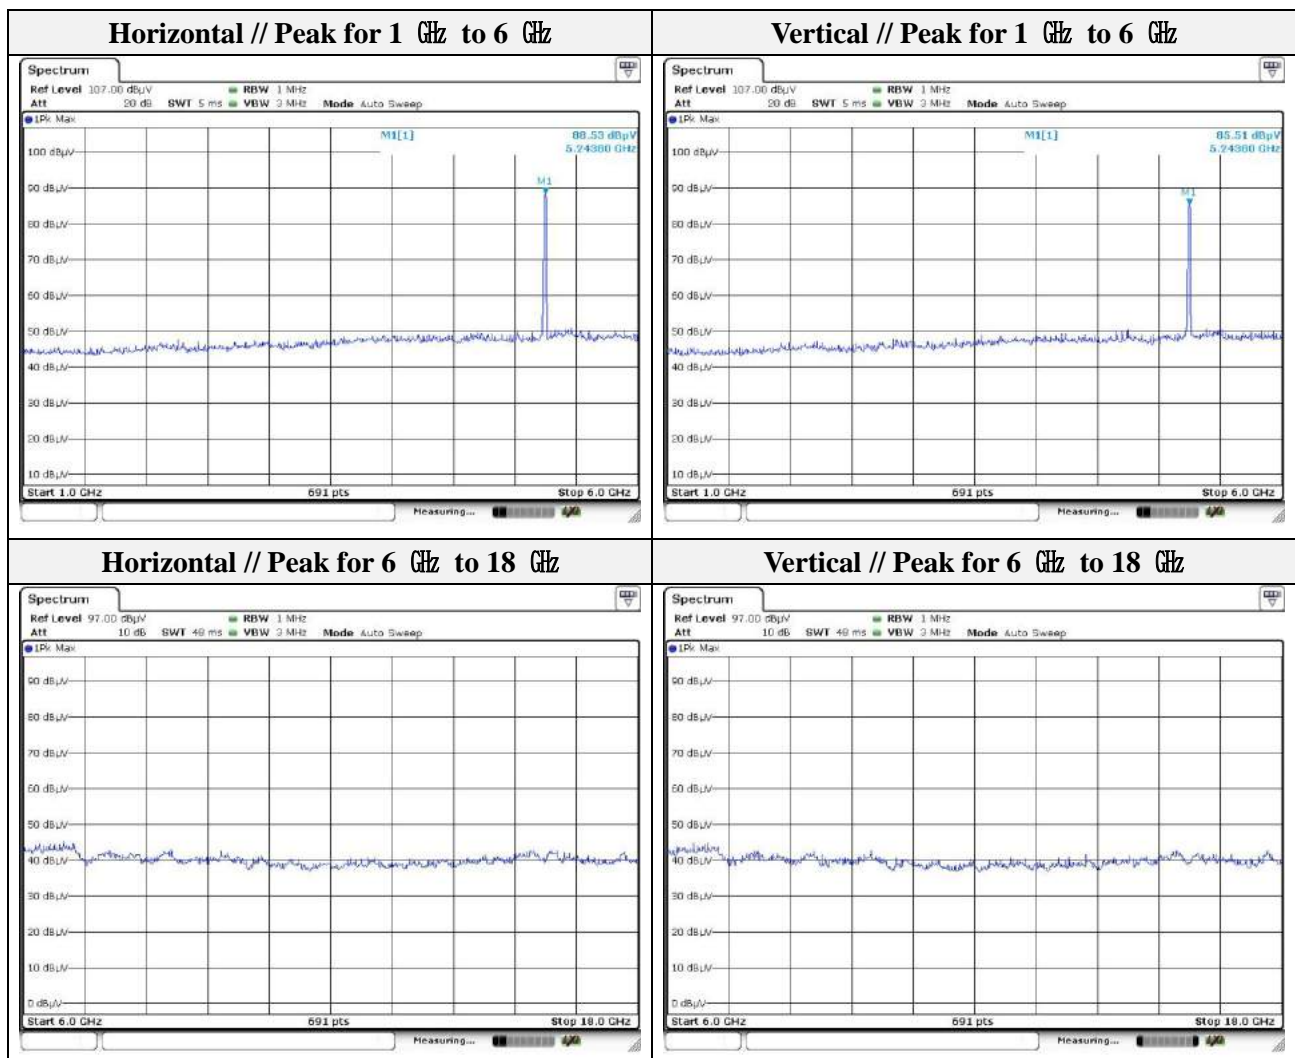 Horizontal // Peak for 1 ㎓ to 6 ㎓
Spectrum
Ref Level 107.00 dBµV RBW 1 MHz
Att 20 dB SWT 5 ms VBW 3 MHz Mode Auto Sweep
1Pk Max
M1[1] 88.53 dBµV
5.24380 GHz
M1
100 dBµV
90 dBµV
80 dBµV
70 dBµV
60 dBµV
50 dBµV
40 dBµV
30 dBµV
20 dBµV
10 dBµV
Start 1.0 GHz 691 pts Stop 6.0 GHz
Measuring...
Vertical // Peak for 1 ㎓ to 6 ㎓
Spectrum
Ref Level 107.00 dBµV RBW 1 MHz
Att 20 dB SWT 5 ms VBW 3 MHz Mode Auto Sweep
1Pk Max
M1[1] 85.51 dBµV
5.24380 GHz
M1
100 dBµV
90 dBµV
80 dBµV
70 dBµV
60 dBµV
50 dBµV
40 dBµV
30 dBµV
20 dBµV
10 dBµV
Start 1.0 GHz 691 pts Stop 6.0 GHz
Measuring...
Horizontal // Peak for 6 ㎓ to 18 ㎓
Spectrum
Ref Level 97.00 dBµV RBW 1 MHz
Att 10 dB SWT 48 ms VBW 3 MHz Mode Auto Sweep
1Pk Max
90 dBµV
80 dBµV
70 dBµV
60 dBµV
50 dBµV
40 dBµV
30 dBµV
20 dBµV
10 dBµV
0 dBµV
Start 6.0 GHz 691 pts Stop 18.0 GHz
Measuring...
Vertical // Peak for 6 ㎓ to 18 ㎓
Spectrum
Ref Level 97.00 dBµV RBW 1 MHz
Att 10 dB SWT 48 ms VBW 3 MHz Mode Auto Sweep
1Pk Max
90 dBµV
80 dBµV
70 dBµV
60 dBµV
50 dBµV
40 dBµV
30 dBµV
20 dBµV
10 dBµV
0 dBµV
Start 6.0 GHz 691 pts Stop 18.0 GHz
Measuring...